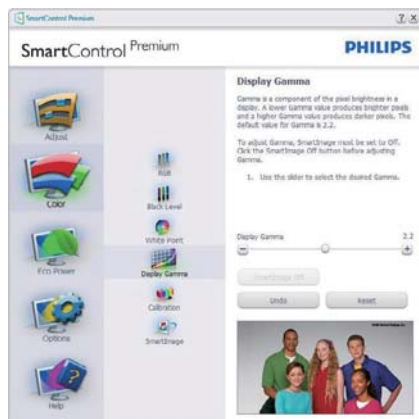 SmartControl Premium
SmartControl Premium
PHILIPS
Adjust
Color
Eco Power
Options
Help
RGB
Black Level
White Point
Display Gamma
Calibration
SmartImage
Display Gamma
Gamma is a component of the pixel brightness in a
display. A lower Gamma value produces brighter pixels
and a higher Gamma value produces darker pixels. The
default value for Gamma is 2.2.
To adjust Gamma, SmartImage must be set to Off.
Click the SmartImage Off button before adjusting
Gamma.
1. Use the slider to select the desired Gamma.
Display Gamma 2.2
SmartImage Off
Undo Reset